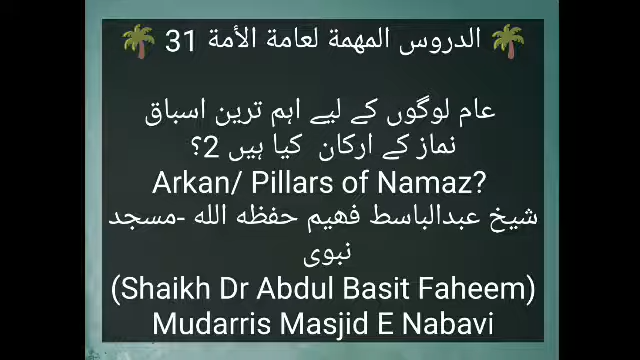 🌴 الدروس المهمة لعامة الأمة 31 🌴
عام لوگوں کے لیے اہم ترین اسباق
نماز کے ارکان کیا ہیں 2؟
Arkan/ Pillars of Namaz?
شیخ عبدالباسط فهیم حفظه الله -مسجد
نبوی
(Shaikh Dr Abdul Basit Faheem)
Mudarris Masjid E Nabavi